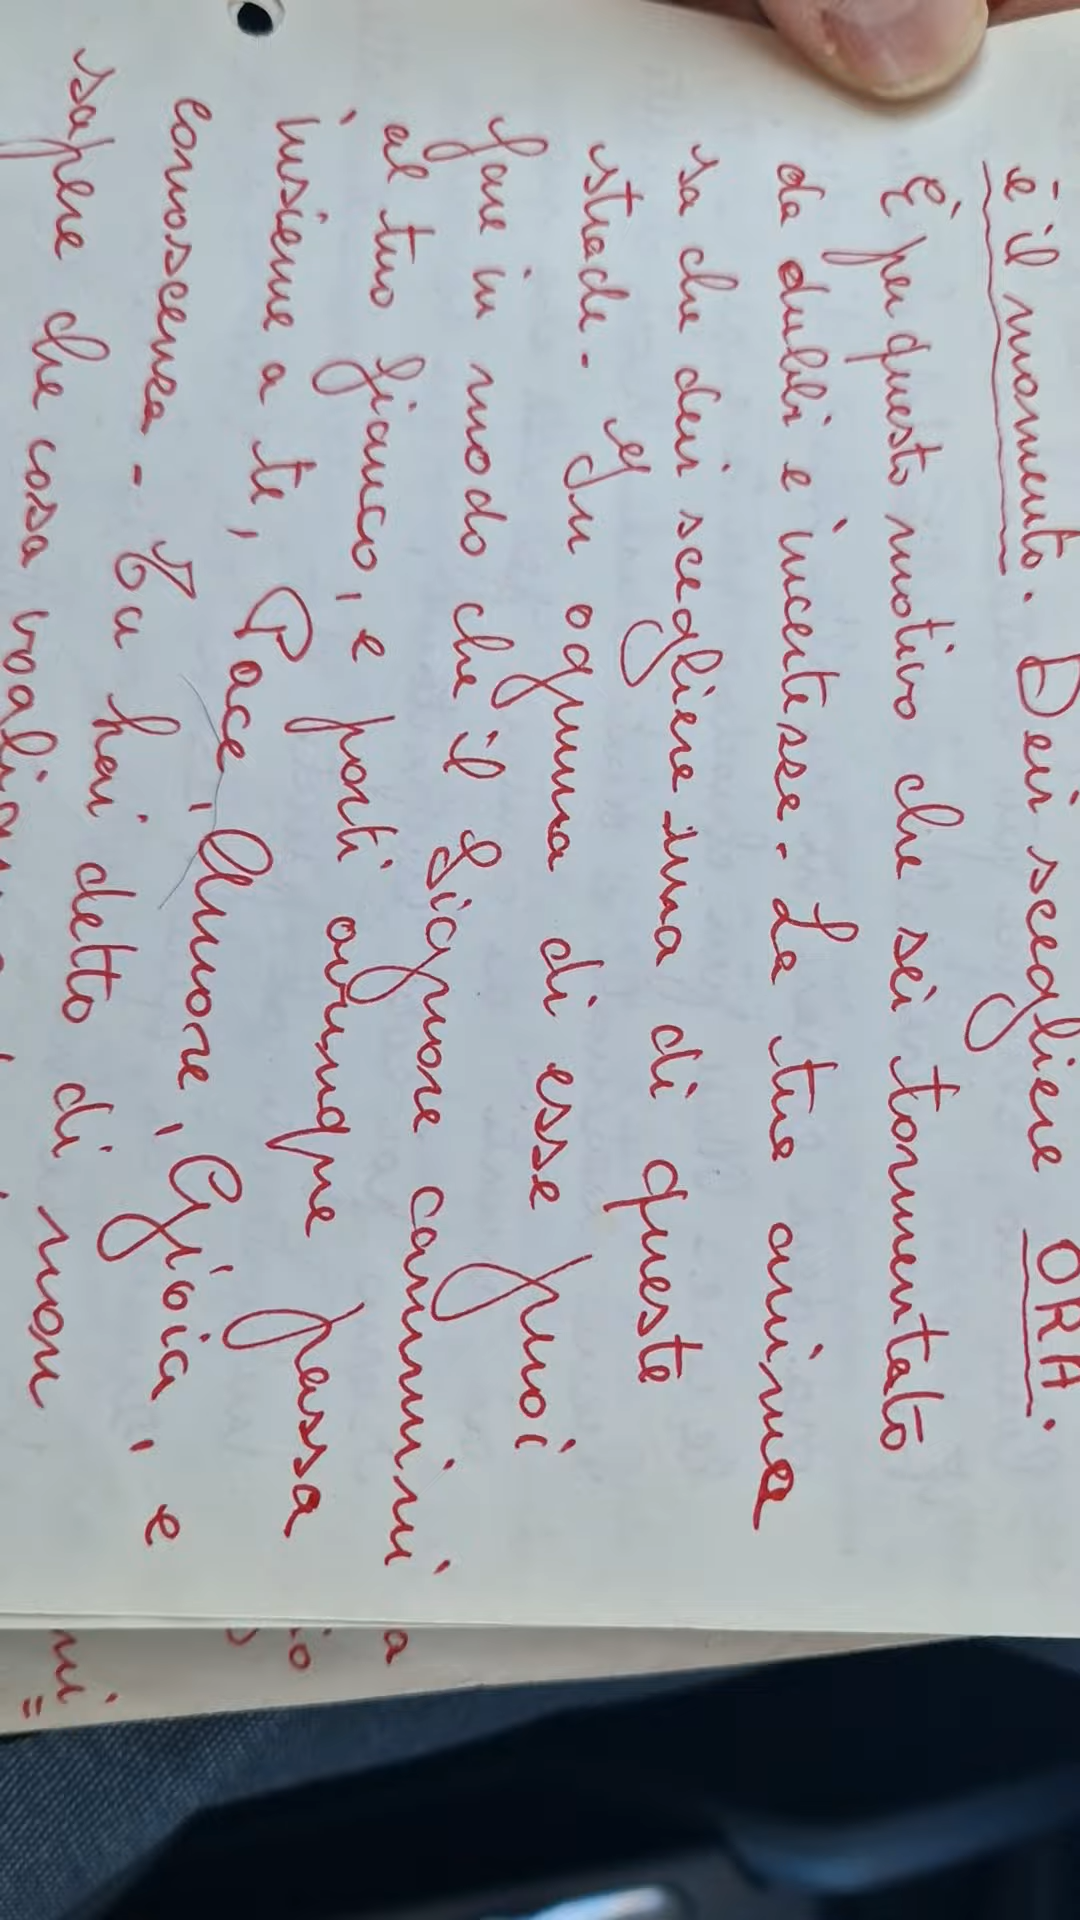 è il momento. Devi scegliere ORA.
È per questo motivo che sei tormentato
da dubbi e incertezze. La tua anima
sa che devi scegliere una di queste
strade. In ognuna di esse puoi
fare in modo che il Signore cammini
al tuo fianco, e porti ovunque passa
insieme a te, Pace, Amore, Gioia, e
conoscenza. Tu hai detto di non
sapere che cosa